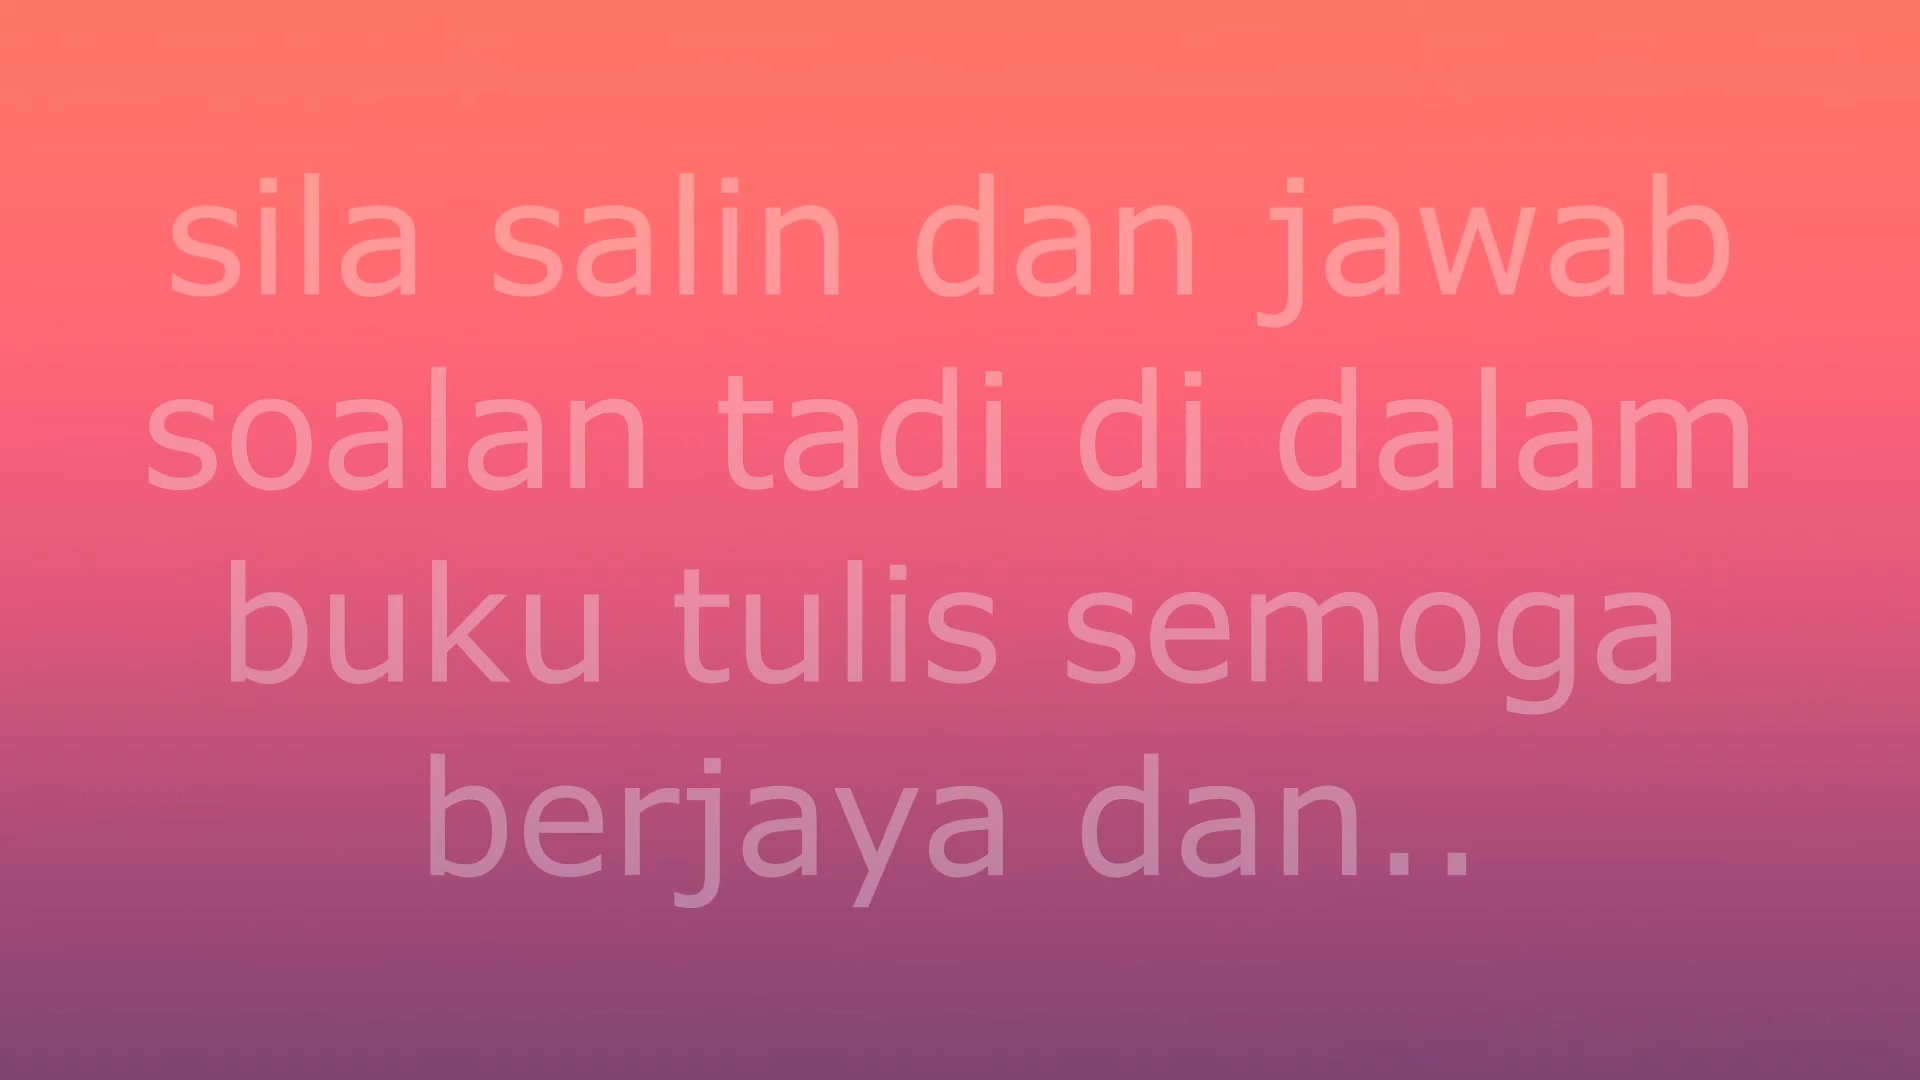 sila salin dan jawab
soalan tadi di dalam
buku tulis semoga
berjaya dan..